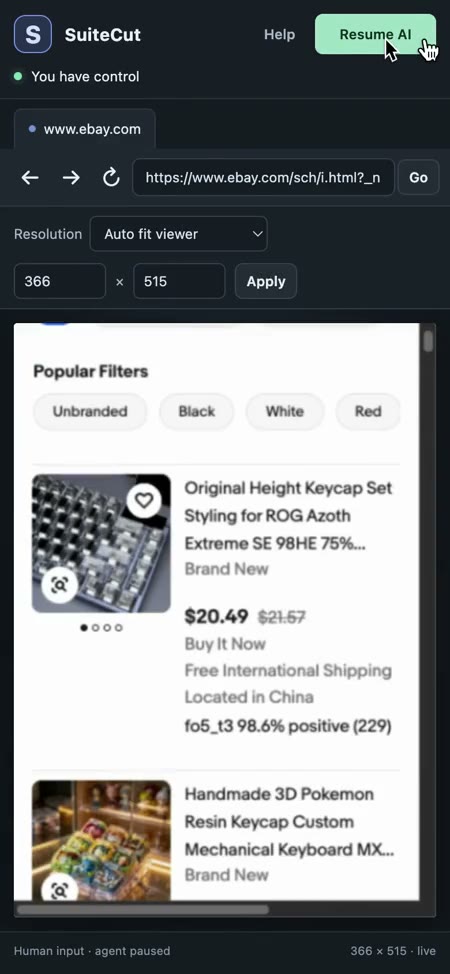 S SuiteCut Help Resume AI
You have control
www.ebay.com
https://www.ebay.com/sch/i.html?_n Go
Resolution Auto fit viewer
366 × 515 Apply
Popular Filters
Unbranded Black White Red
Original Height Keycap Set
Styling for ROG Azoth
Extreme SE 98HE 75%...
Brand New
$20.49 $21.57
Buy It Now
Free International Shipping
Located in China
fo5_t3 98.6% positive (229)
Handmade 3D Pokemon
Resin Keycap Custom
Mechanical Keyboard MX...
Brand New
Human input · agent paused 366 × 515 · live